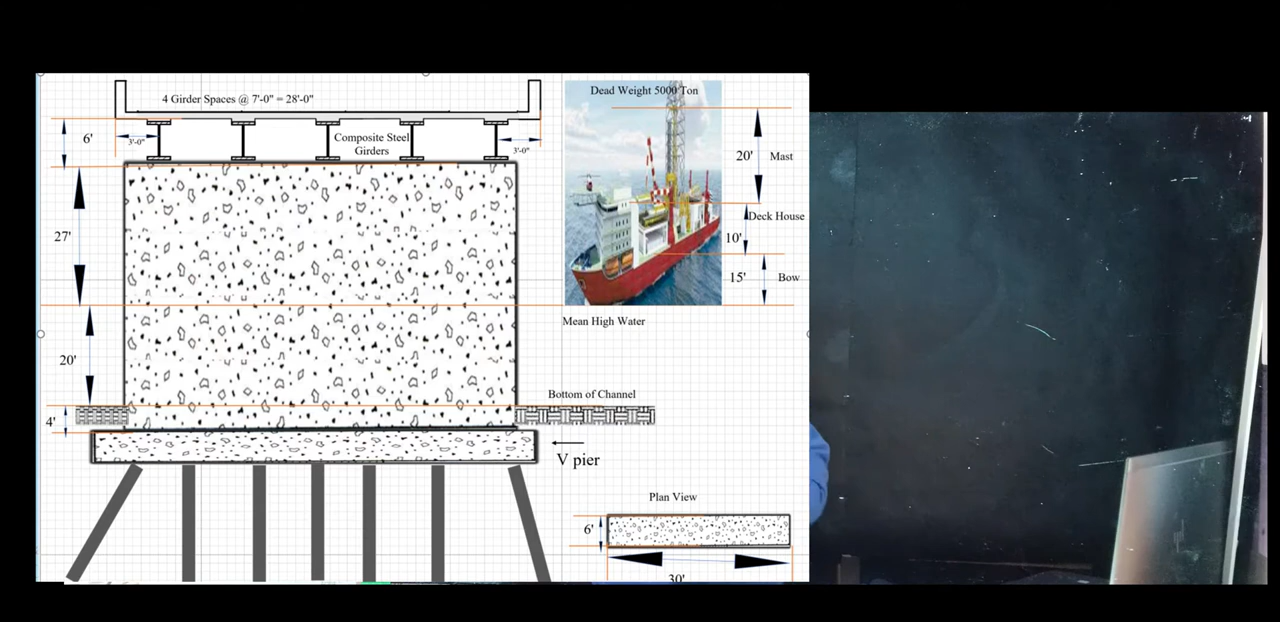 4 Girder Spaces @ 7'-0" = 28'-0"
6'
3'-0"
Composite Steel
Girders
3'-0"
27'
20'
4'
Dead Weight 5000 Ton
20'
Mast
Deck House
10'
15'
Bow
Mean High Water
Bottom of Channel
V pier
Plan View
6'
30'